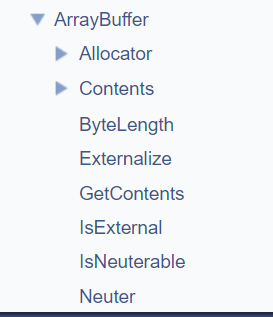 ArrayBuffer
Allocator
Contents
ByteLength
Externalize
GetContents
IsExternal
IsNeuterable
Neuter